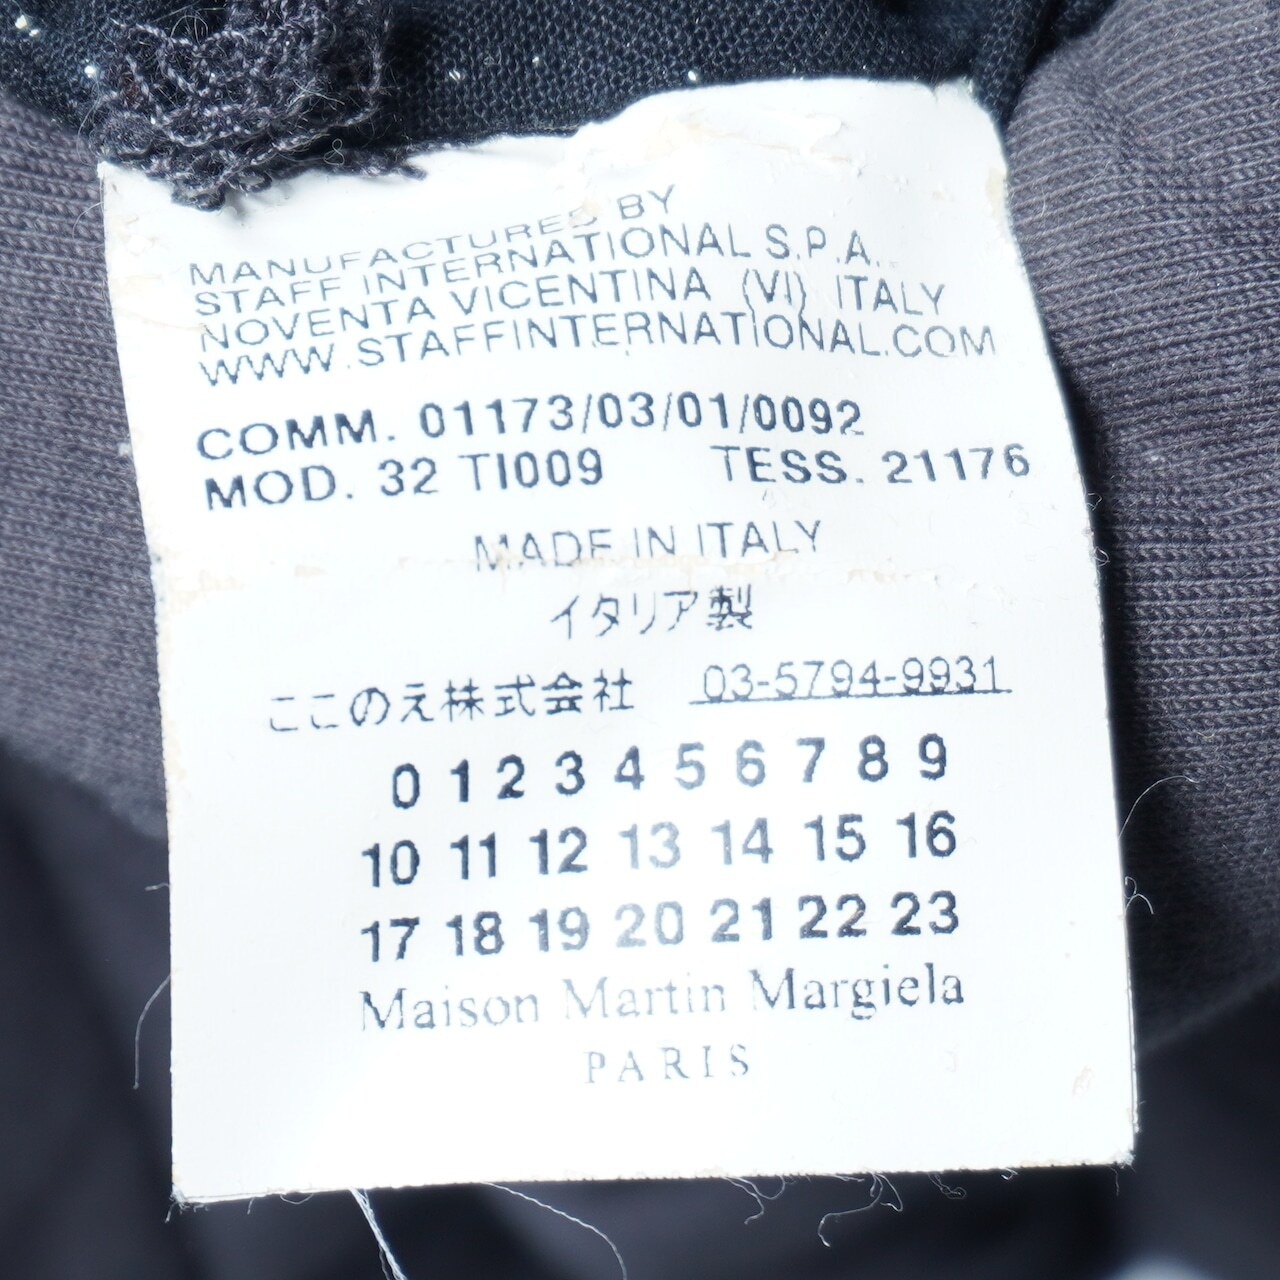 MANUFACTURED BY
STAFF INTERNATIONAL S.P.A.
NOVENTA VICENTINA (VI) ITALY
WWW.STAFFINTERNATIONAL.COM
COMM. 01173/03/01/0092
MOD. 32 TI009 TESS. 21176
MADE IN ITALY
イタリア製
ここのえ株式会社 03-5794-9931
0 1 2 3 4 5 6 7 8 9
10 11 12 13 14 15 16
17 18 19 20 21 22 23
Maison Martin Margiela
PARIS